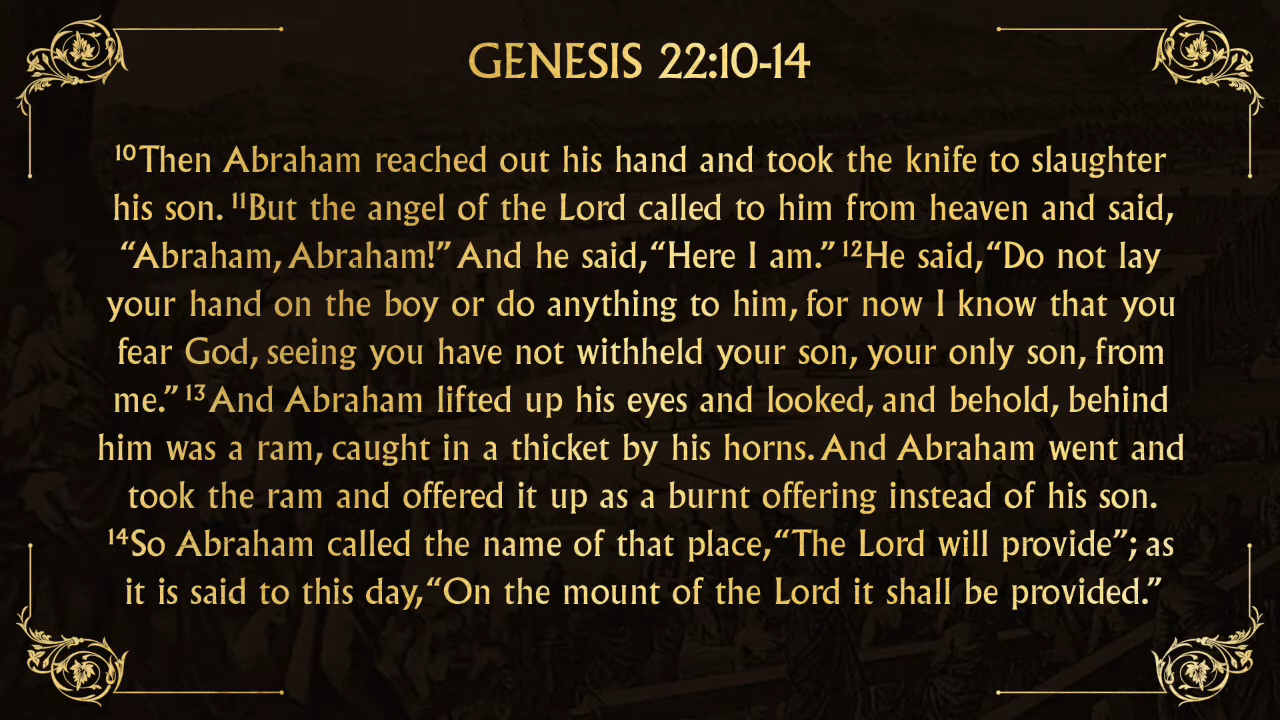 GENESIS 22:10-14
¹⁰Then Abraham reached out his hand and took the knife to slaughter
his son. ¹¹But the angel of the Lord called to him from heaven and said,
“Abraham, Abraham!” And he said, “Here I am.” ¹²He said, “Do not lay
your hand on the boy or do anything to him, for now I know that you
fear God, seeing you have not withheld your son, your only son, from
me.” ¹³And Abraham lifted up his eyes and looked, and behold, behind
him was a ram, caught in a thicket by his horns. And Abraham went and
took the ram and offered it up as a burnt offering instead of his son.
¹⁴So Abraham called the name of that place, “The Lord will provide”; as
it is said to this day, “On the mount of the Lord it shall be provided.”